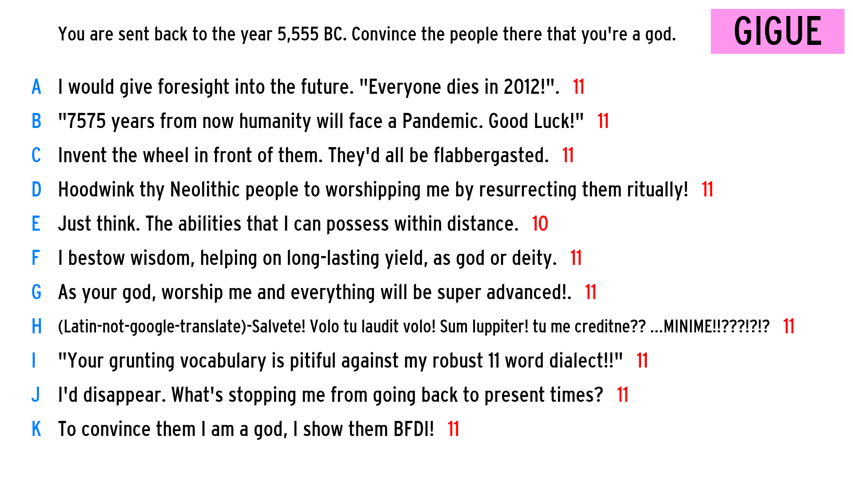 You are sent back to the year 5,555 BC. Convince the people there that you're a god.
GIGUE
A I would give foresight into the future. "Everyone dies in 2012!". 11
B "7575 years from now humanity will face a Pandemic. Good Luck!" 11
C Invent the wheel in front of them. They'd all be flabbergasted. 11
D Hoodwink thy Neolithic people to worshipping me by resurrecting them ritually! 11
E Just think. The abilities that I can possess within distance. 10
F I bestow wisdom, helping on long-lasting yield, as god or deity. 11
G As your god, worship me and everything will be super advanced!. 11
H (Latin-not-google-translate)-Salvete! Volo tu laudit volo! Sum Iuppiter! tu me creditne?? ...MINIME!!???!?!? 11
I "Your grunting vocabulary is pitiful against my robust 11 word dialect!!" 11
J I'd disappear. What's stopping me from going back to present times? 11
K To convince them I am a god, I show them BFDI! 11